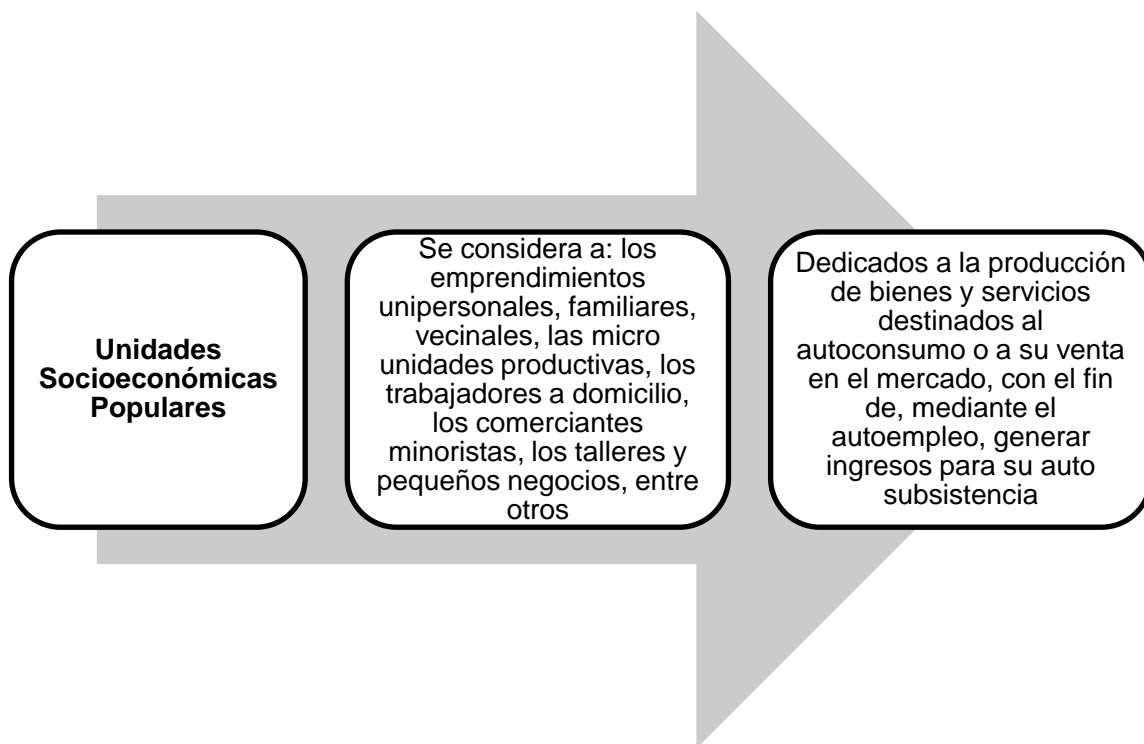 Unidades
Socioeconómicas
Populares
Se considera a: los
emprendimientos
unipersonales, familiares,
vecinales, las micro
unidades productivas, los
trabajadores a domicilio,
los comerciantes
minoristas, los talleres y
pequeños negocios, entre
otros
Dedicados a la producción
de bienes y servicios
destinados al
autoconsumo o a su venta
en el mercado, con el fin
de, mediante el
autoempleo, generar
ingresos para su auto
subsistencia